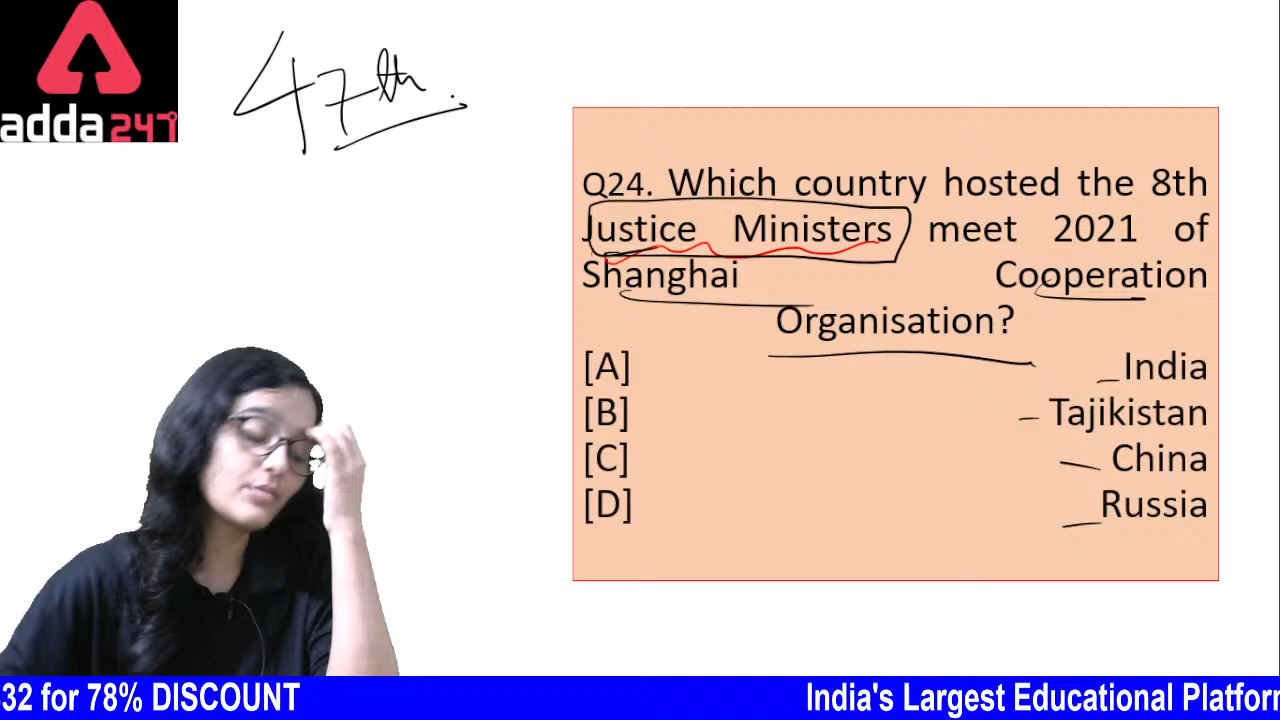 adda247
47th
Q24. Which country hosted the 8th
Justice Ministers meet 2021 of
Shanghai Cooperation
Organisation?
[A] India
[B] Tajikistan
[C] China
[D] Russia
32 for 78% DISCOUNT India's Largest Educational Platfor